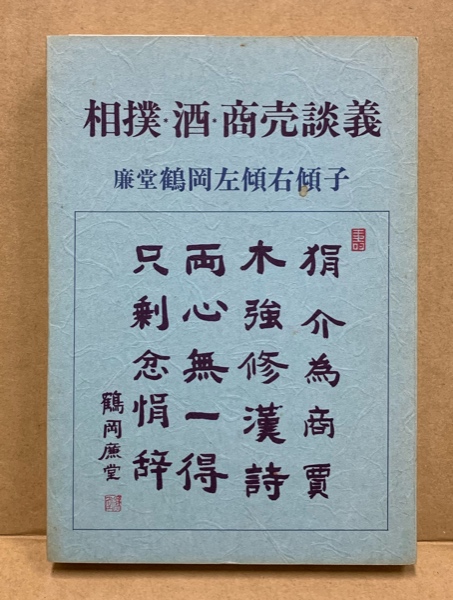 相撲・酒・商売談義
廉堂 鶴岡左傾右傾子
狷介為商賈
木強修漢詩
両心無一得
只剩忿悁辞
鶴岡廉堂